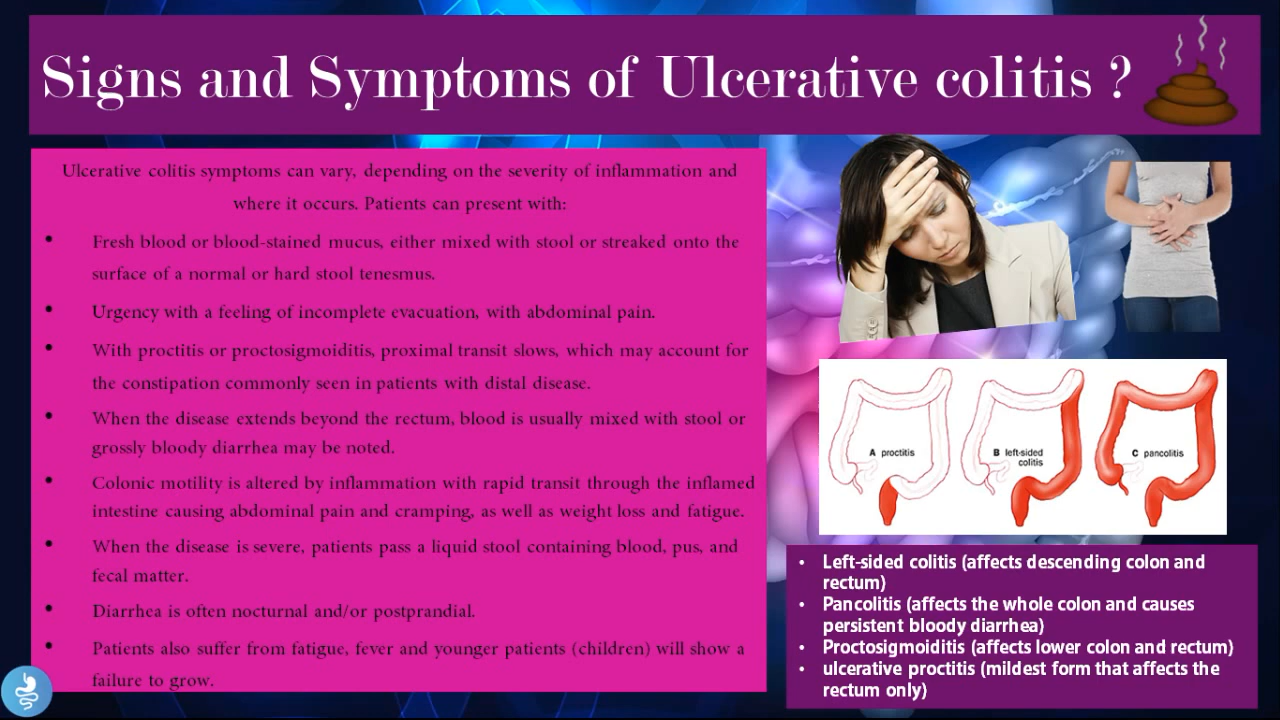 Signs and Symptoms of Ulcerative colitis ?
Ulcerative colitis symptoms can vary, depending on the severity of inflammation and
where it occurs. Patients can present with:
• Fresh blood or blood-stained mucus, either mixed with stool or streaked onto the
surface of a normal or hard stool tenesmus.
• Urgency with a feeling of incomplete evacuation, with abdominal pain.
• With proctitis or proctosigmoiditis, proximal transit slows, which may account for
the constipation commonly seen in patients with distal disease.
• When the disease extends beyond the rectum, blood is usually mixed with stool or
grossly bloody diarrhea may be noted.
• Colonic motility is altered by inflammation with rapid transit through the inflamed
intestine causing abdominal pain and cramping, as well as weight loss and fatigue.
• When the disease is severe, patients pass a liquid stool containing blood, pus, and
fecal matter.
• Diarrhea is often nocturnal and/or postprandial.
• Patients also suffer from fatigue, fever and younger patients (children) will show a
failure to grow.
A proctitis
B left-sided
colitis
C pancolitis
• Left-sided colitis (affects descending colon and
rectum)
• Pancolitis (affects the whole colon and causes
persistent bloody diarrhea)
• Proctosigmoiditis (affects lower colon and rectum)
• ulcerative proctitis (mildest form that affects the
rectum only)